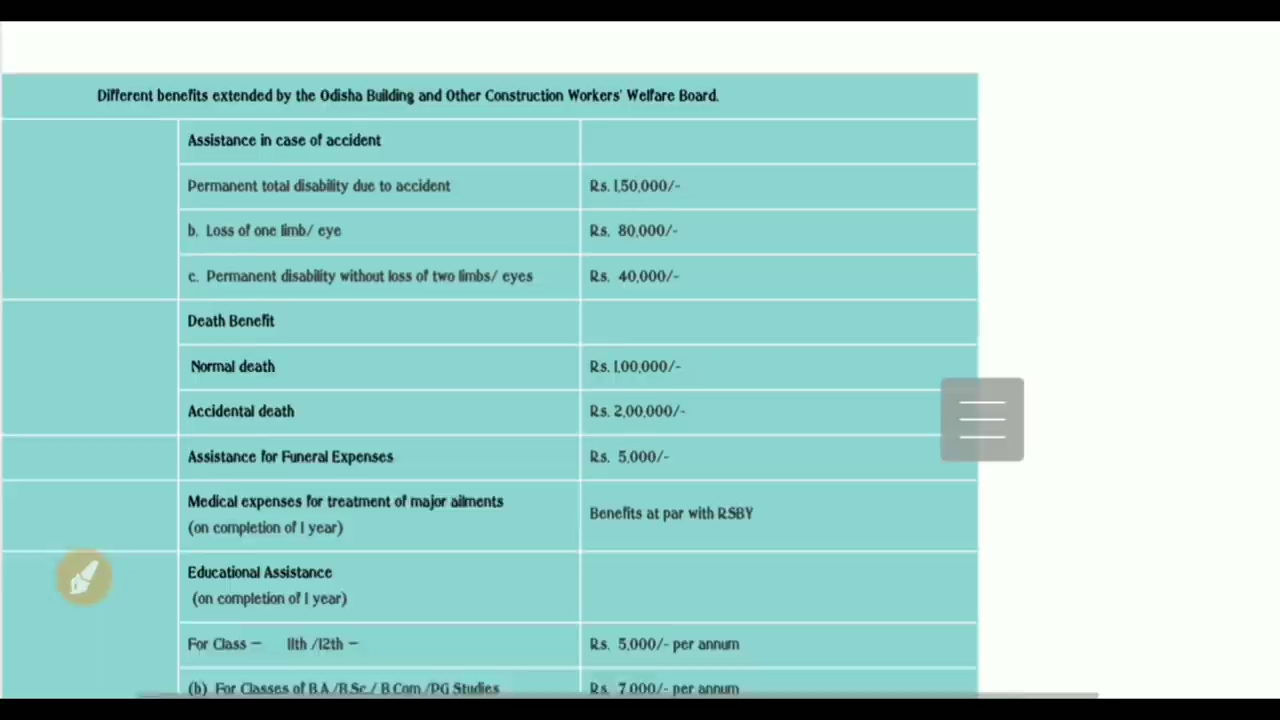 Different benefits extended by the Odisha Building and Other Construction Workers' Welfare Board.
Assistance in case of accident
Permanent total disability due to accident Rs. 1,50,000/-
b. Loss of one limb/ eye Rs. 80,000/-
c. Permanent disability without loss of two limbs/ eyes Rs. 40,000/-
Death Benefit
Normal death Rs. 1,00,000/-
Accidental death Rs. 2,00,000/-
Assistance for Funeral Expenses Rs. 5,000/-
Medical expenses for treatment of major ailments
(on completion of 1 year) Benefits at par with RSBY
Educational Assistance
(on completion of 1 year)
For Class – 11th /12th – Rs. 5,000/- per annum
(b) For Classes of B.A /B.Sc / B.Com /PG Studies Rs. 7,000/- per annum